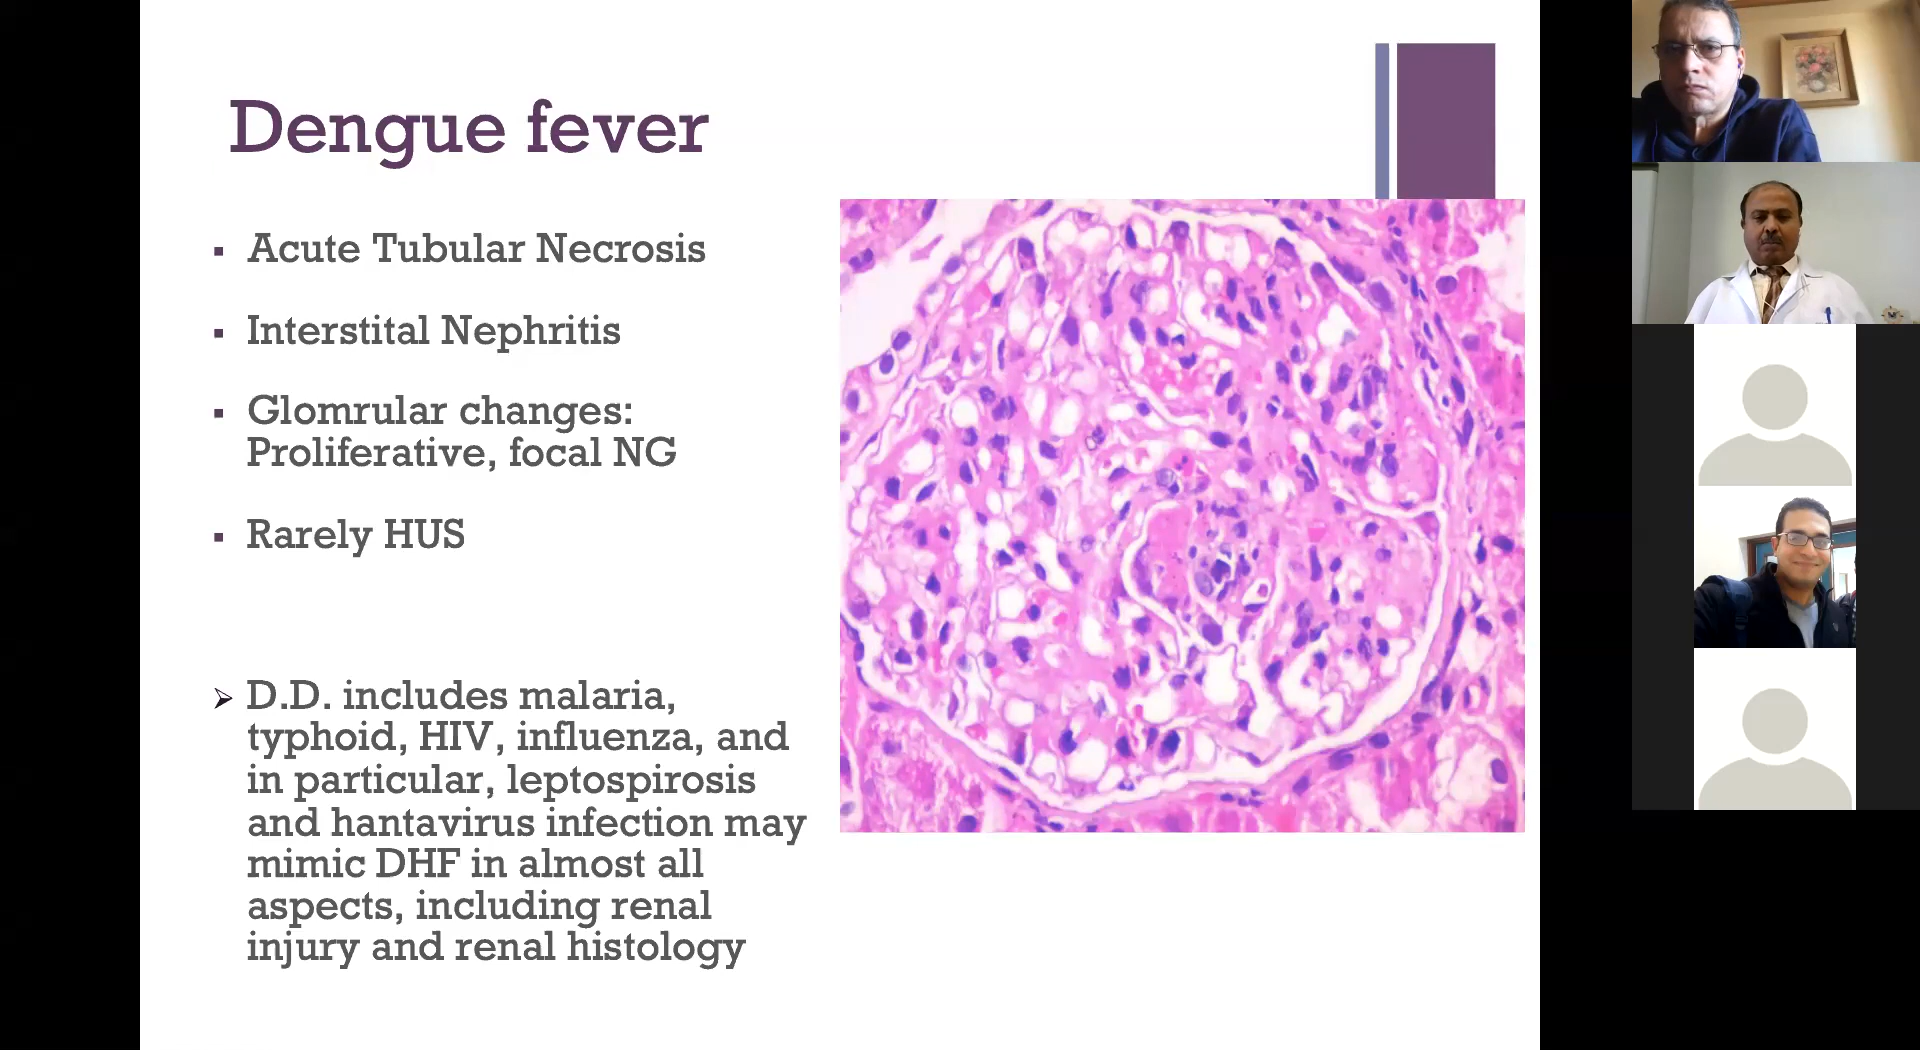 Dengue fever
Acute Tubular Necrosis
Interstital Nephritis
Glomrular changes:
Proliferative, focal NG
Rarely HUS
D.D. includes malaria,
typhoid, HIV, influenza, and
in particular, leptospirosis
and hantavirus infection may
mimic DHF in almost all
aspects, including renal
injury and renal histology